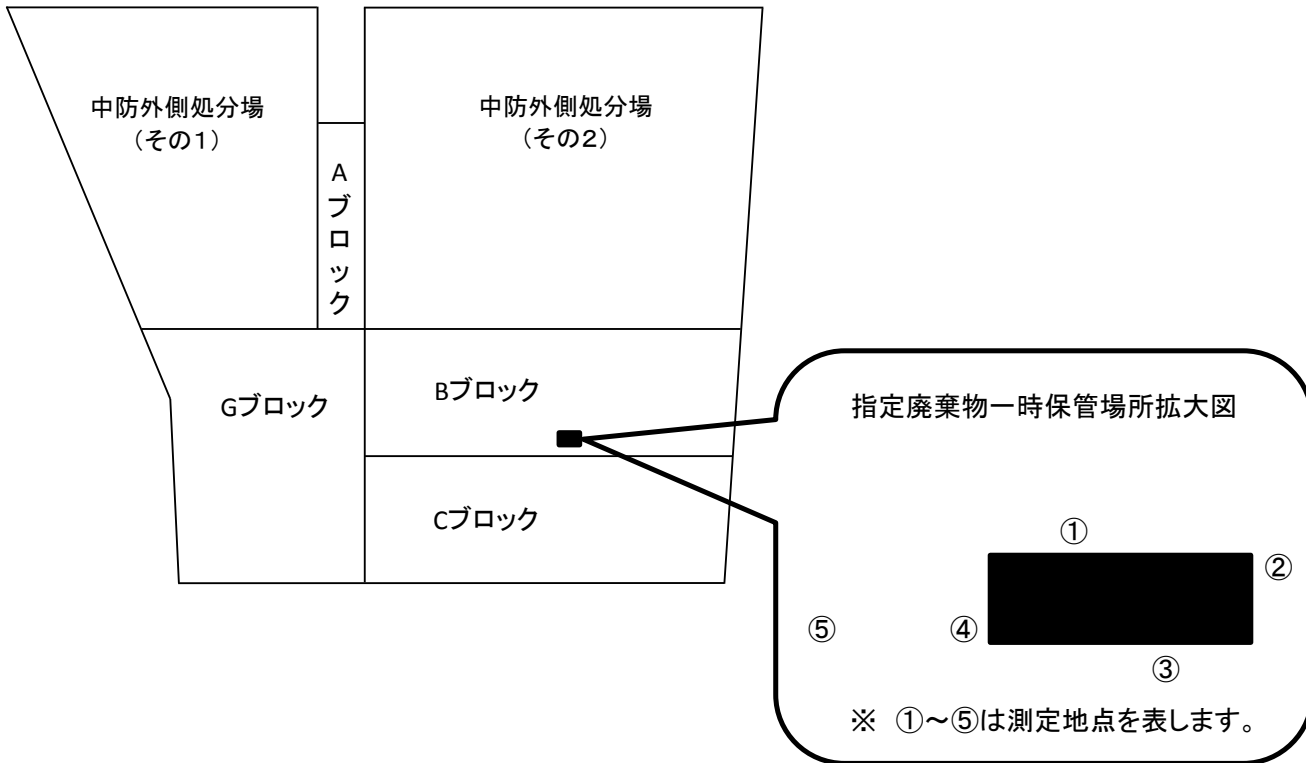 中防外側処分場
（その１）
中防外側処分場
（その２）
Aブロック
Gブロック
Bブロック
Cブロック
指定廃棄物一時保管場所拡大図
①
②
③
④
⑤
※ ①～⑤は測定地点を表します。